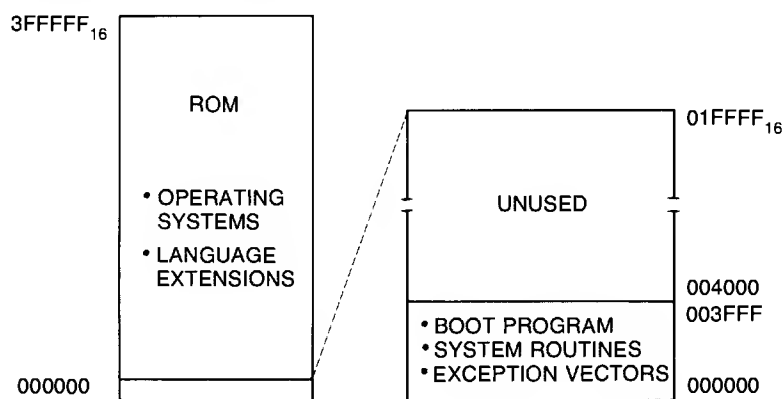 3FFFFF16
ROM
• OPERATING
SYSTEMS
• LANGUAGE
EXTENSIONS
000000
01FFFF16
UNUSED
004000
003FFF
• BOOT PROGRAM
• SYSTEM ROUTINES
• EXCEPTION VECTORS
000000